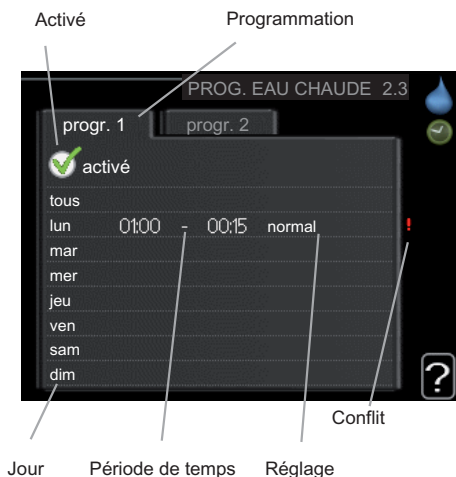 Activé Programmation
PROG. EAU CHAUDE 2.3
progr. 1 progr. 2
activé
tous
lun 01:00 - 00:15 normal !
mar
mer
jeu
ven
sam
dim
?
Conflit
Jour Période de temps Réglage